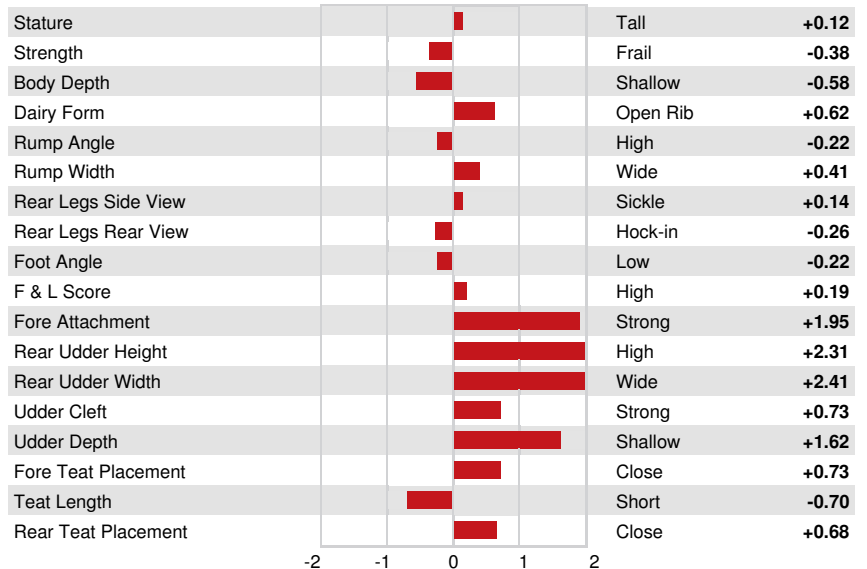 Stature Tall +0.12
Strength Frail -0.38
Body Depth Shallow -0.58
Dairy Form Open Rib +0.62
Rump Angle High -0.22
Rump Width Wide +0.41
Rear Legs Side View Sickle +0.14
Rear Legs Rear View Hock-in -0.26
Foot Angle Low -0.22
F & L Score High +0.19
Fore Attachment Strong +1.95
Rear Udder Height High +2.31
Rear Udder Width Wide +2.41
Udder Cleft Strong +0.73
Udder Depth Shallow +1.62
Fore Teat Placement Close +0.73
Teat Length Short -0.70
Rear Teat Placement Close +0.68
-2 -1 0 1 2